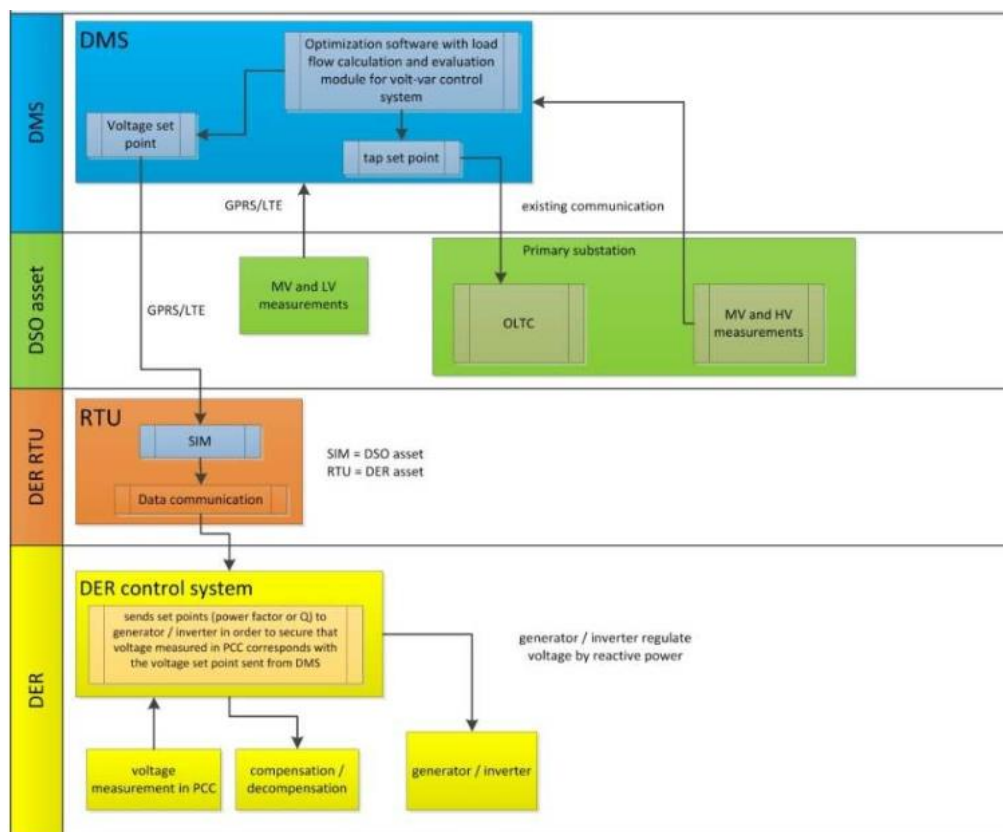 DMS
DMS
Optimization software with load
flow calculation and evaluation
module for volt-var control
system
Voltage set
point
tap set point
GPRS/LTE
existing communication
DSO asset
Primary substation
MV and LV
measurements
GPRS/LTE
OLTC
MV and HV
measurements
DER RTU
RTU
SIM
SIM = DSO asset
RTU = DER asset
Data communication
DER
DER control system
sends set points (power factor or Q) to
generator / inverter in order to secure that
voltage measured in PCC corresponds with
the voltage set point sent from DMS
generator / inverter regulate
voltage by reactive power
voltage
measurement in PCC
compensation /
decompensation
generator / inverter